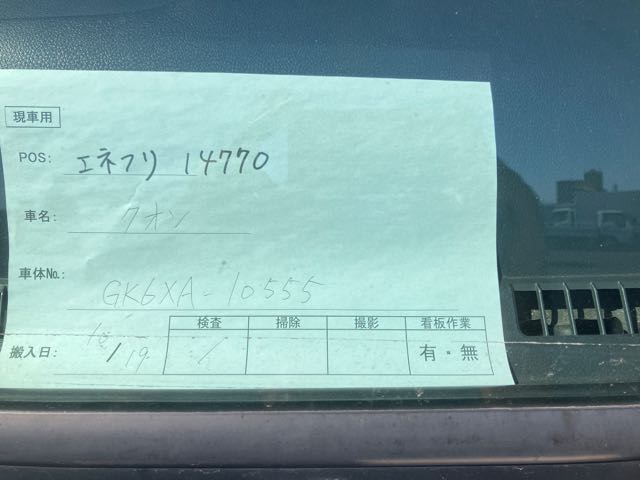 現車用
POS: エネフリ 14770
車名: クオン
車体No.: GK6XA-10555
検査 掃除 撮影 看板作業
搬入日: /19 有・無